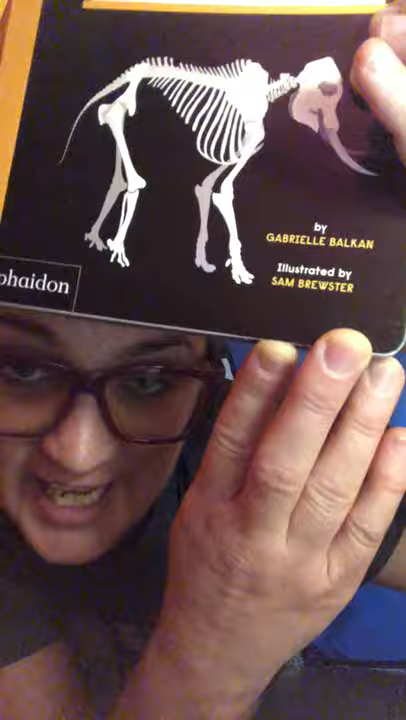 by
GABRIELLE BALKAN
Illustrated by
SAM BREWSTER
phaidon